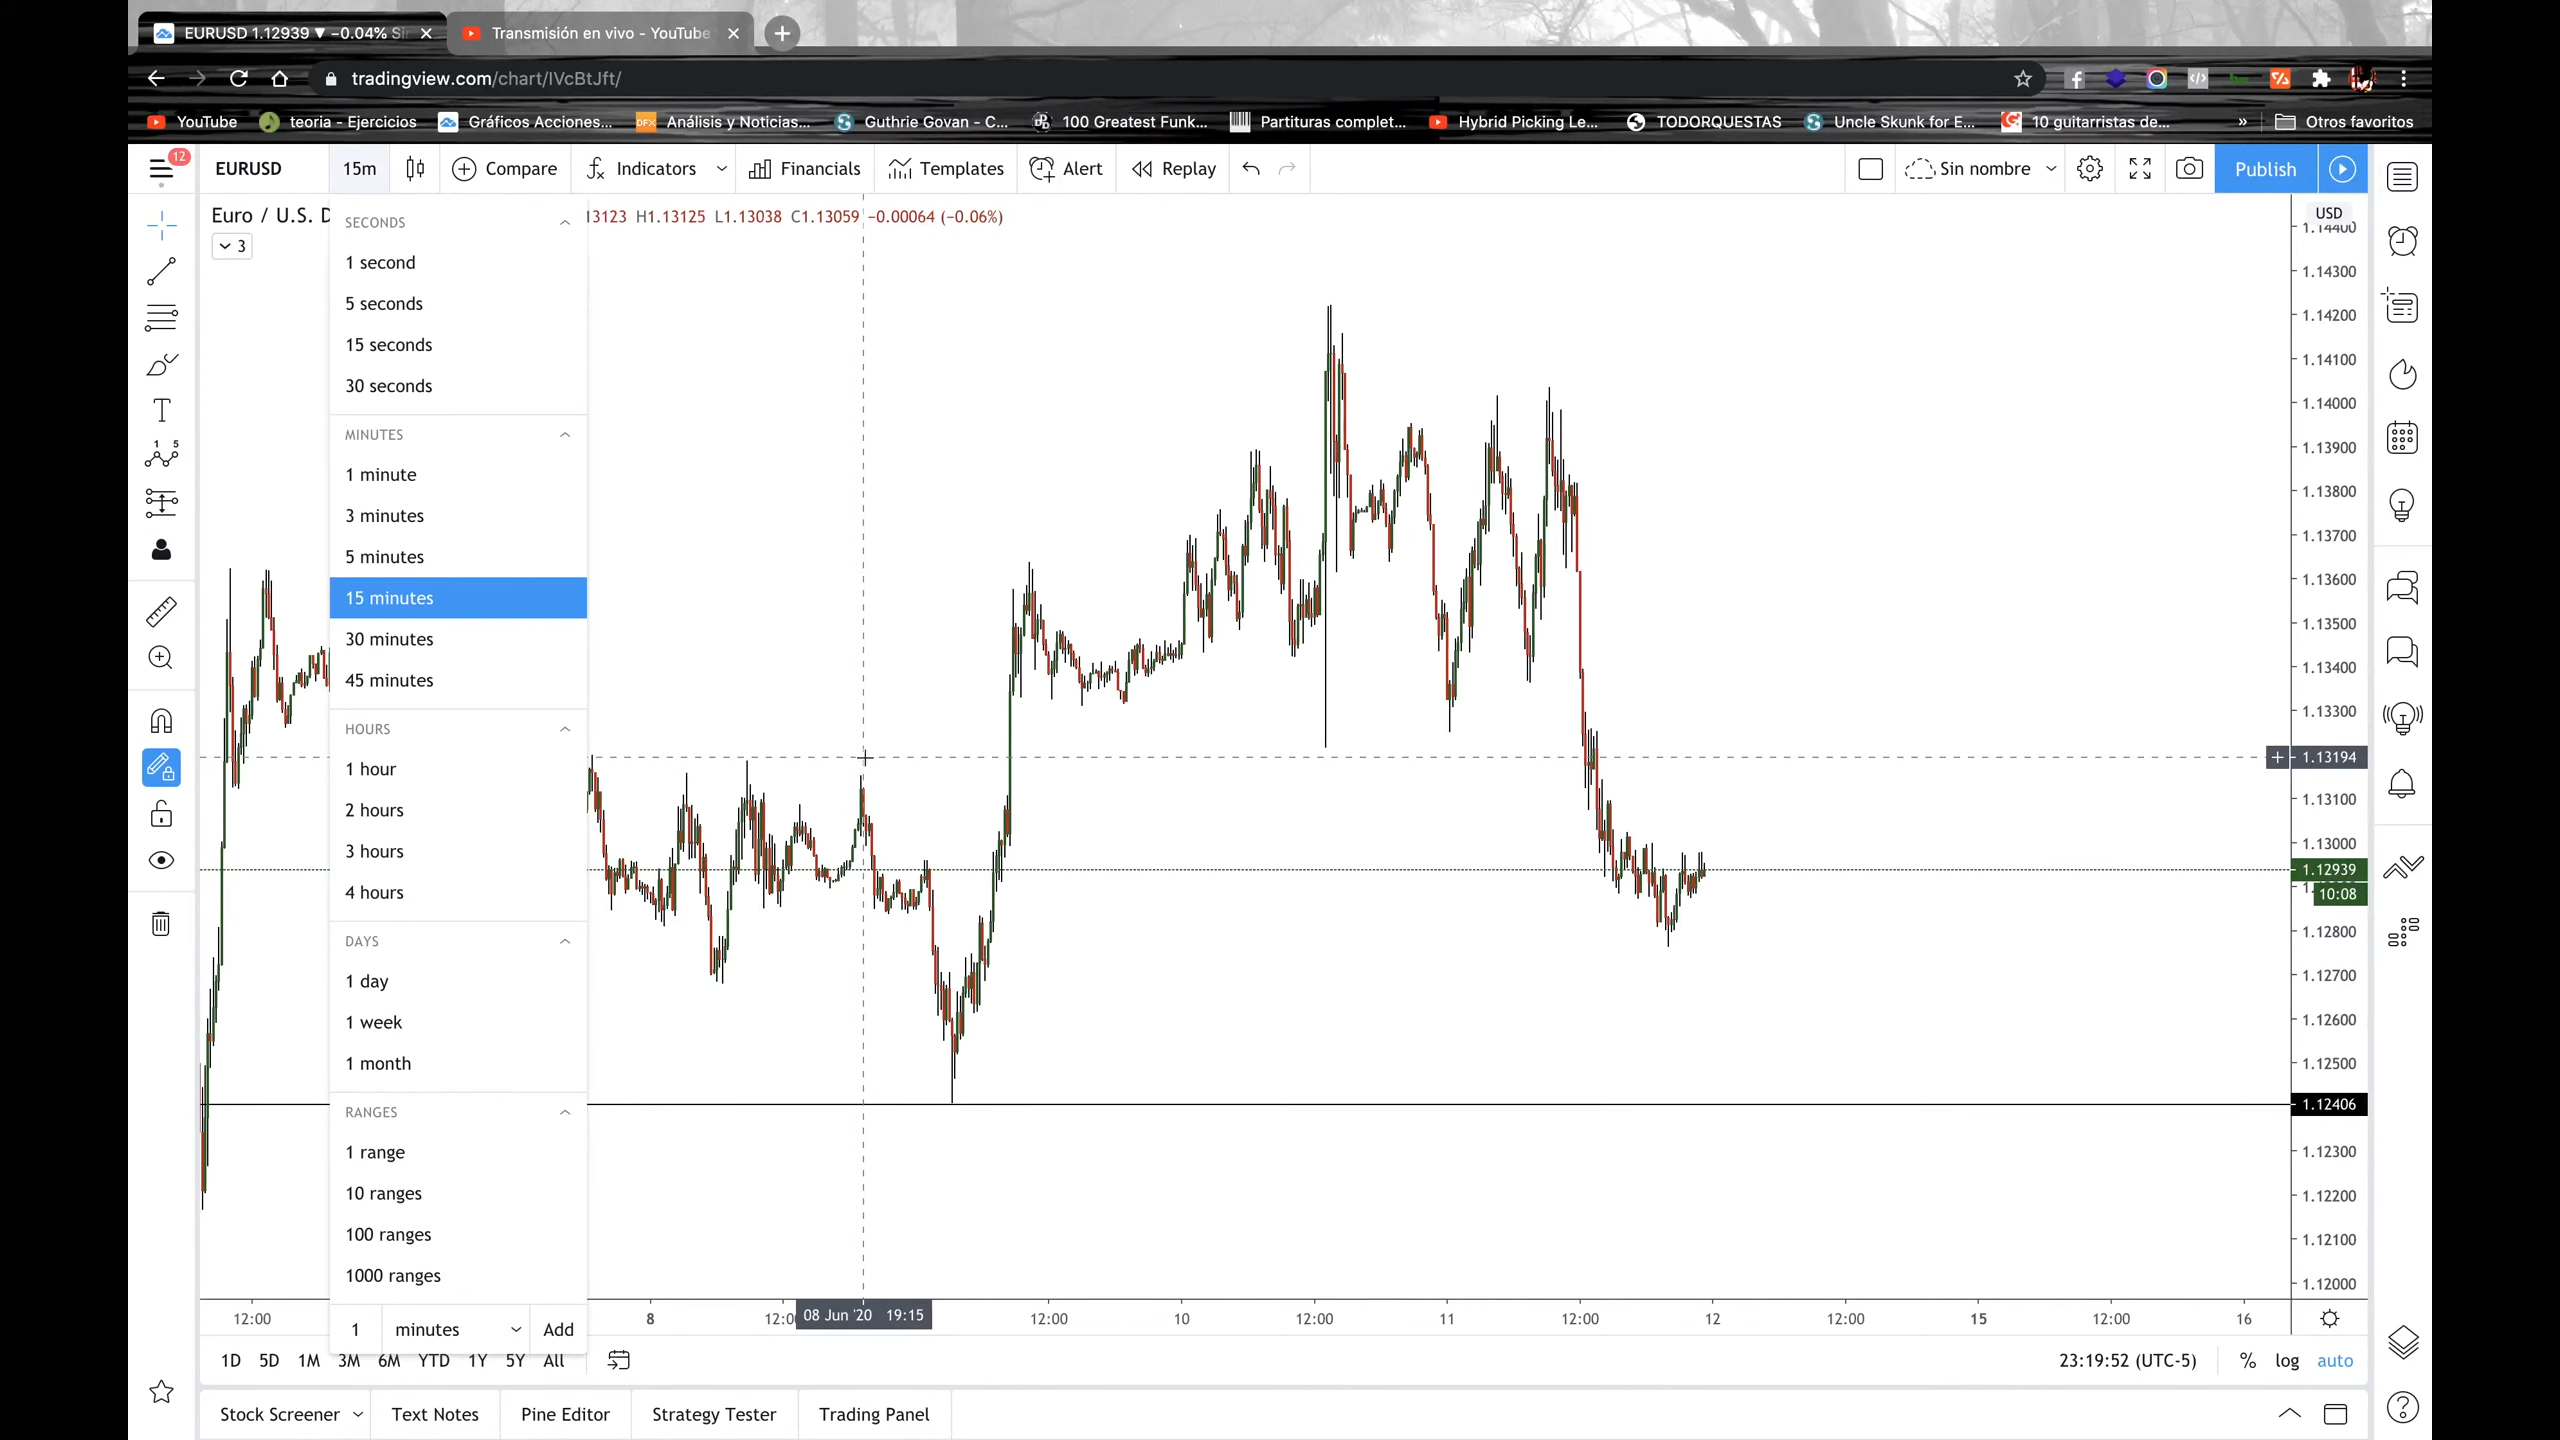 EURUSD 1.12939 ▼ −0.04% Si
Transmisión en vivo - YouTube
tradingview.com/chart/IVcBtJft/
YouTube
teoria - Ejercicios
Gráficos Acciones...
DFX
Análisis y Noticias...
Guthrie Govan - C...
100 Greatest Funk...
Partituras complet...
Hybrid Picking Le...
TODORQUESTAS
Uncle Skunk for E...
10 guitarristas de...
»
Otros favoritos
12
EURUSD
15m
Compare
Indicators
Financials
Templates
Alert
Replay
Sin nombre
Publish
Euro / U.S. D
13123 H1.13125 L1.13038 C1.13059 −0.00064 (−0.06%)
3
SECONDS
1 second
5 seconds
15 seconds
30 seconds
MINUTES
1 minute
3 minutes
5 minutes
15 minutes
30 minutes
45 minutes
HOURS
1 hour
2 hours
3 hours
4 hours
DAYS
1 day
1 week
1 month
RANGES
1 range
10 ranges
100 ranges
1000 ranges
1 minutes Add
USD
1.14400
1.14300
1.14200
1.14100
1.14000
1.13900
1.13800
1.13700
1.13600
1.13500
1.13400
1.13300
1.13194
1.13100
1.13000
1.12939
10:08
1.12800
1.12700
1.12600
1.12500
1.12406
1.12300
1.12200
1.12100
1.12000
12:00
8
12:0
08 Jun '20 19:15
12:00
10
12:00
11
12:00
12
12:00
15
12:00
16
1D 5D 1M 3M 6M YTD 1Y 5Y All
23:19:52 (UTC-5)
%
log
auto
Stock Screener
Text Notes
Pine Editor
Strategy Tester
Trading Panel